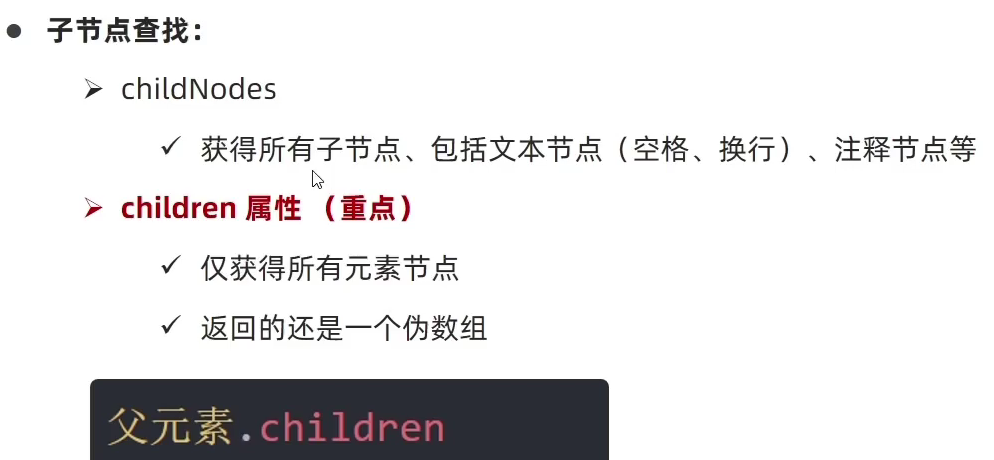 子节点查找：
childNodes
获得所有子节点、包括文本节点（空格、换行）、注释节点等
children 属性 （重点）
仅获得所有元素节点
返回的还是一个伪数组
父元素.children